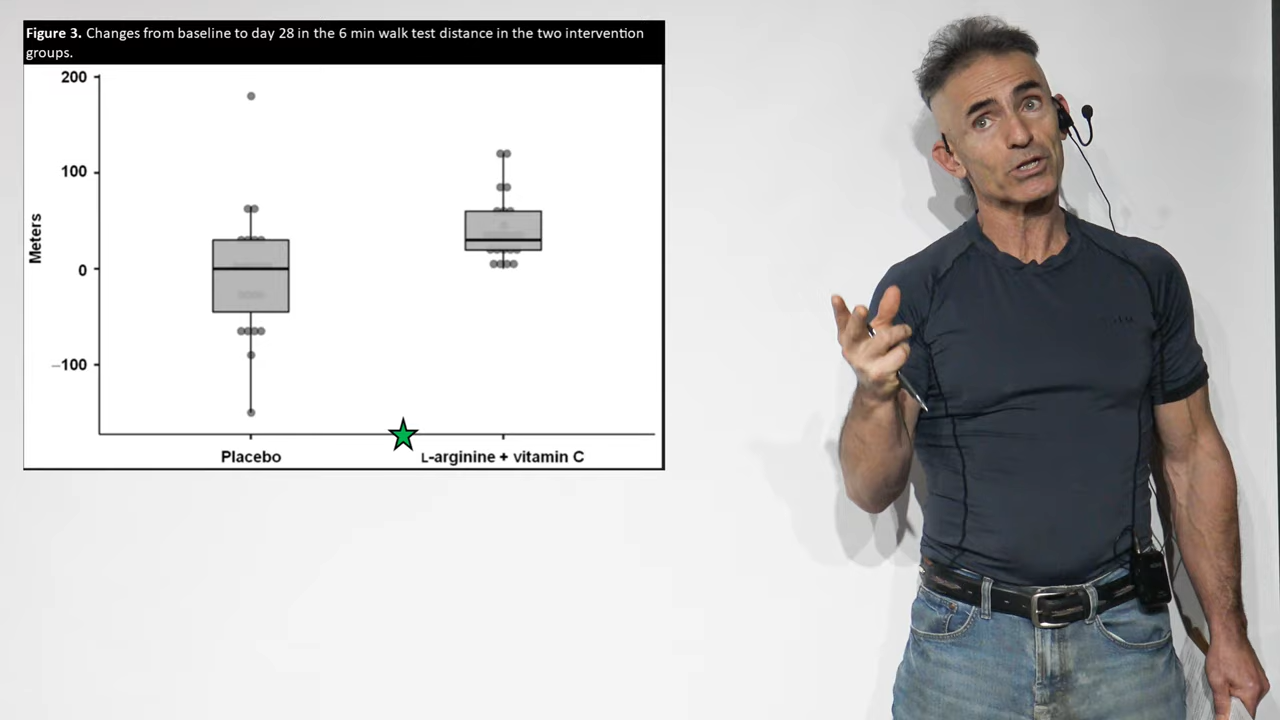 Figure 3. Changes from baseline to day 28 in the 6 min walk test distance in the two intervention
groups.
200
100
0
−100
Meters
Placebo
L-arginine + vitamin C